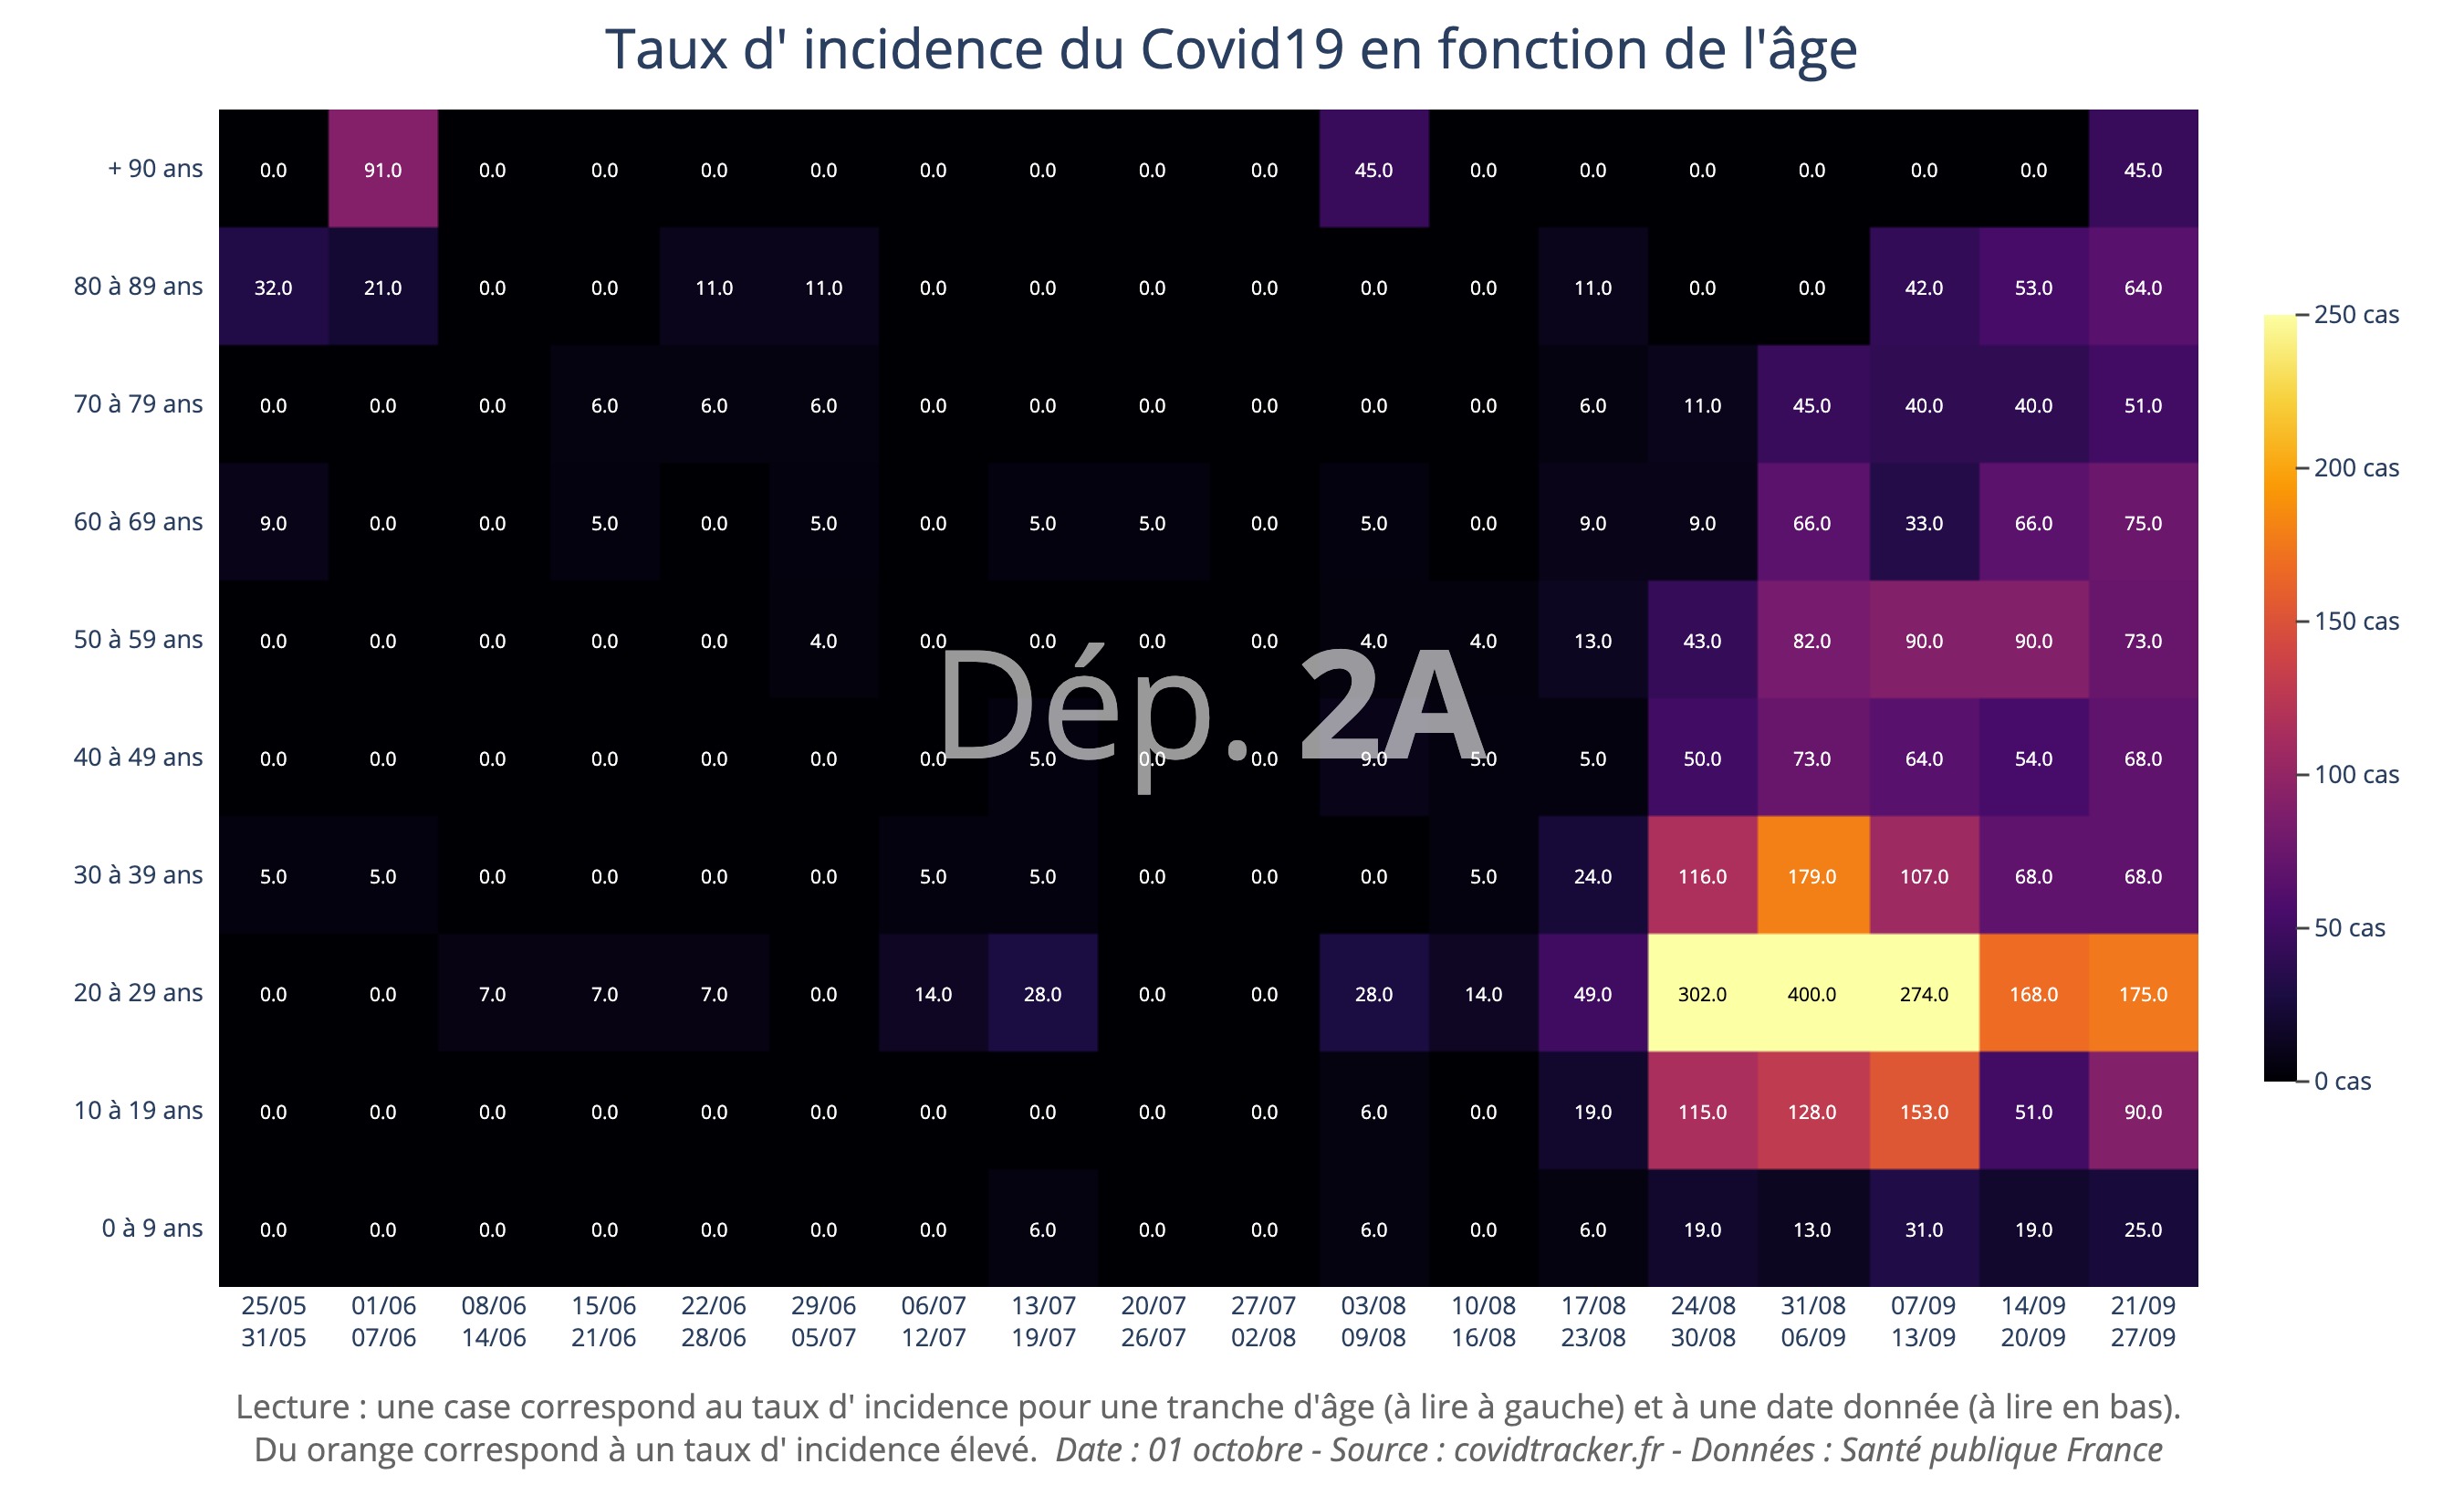 Taux d' incidence du Covid19 en fonction de l'âge
+ 90 ans 0.0 91.0 0.0 0.0 0.0 0.0 0.0 0.0 0.0 0.0 45.0 0.0 0.0 0.0 0.0 0.0 0.0 45.0
80 à 89 ans 32.0 21.0 0.0 0.0 11.0 11.0 0.0 0.0 0.0 0.0 0.0 0.0 11.0 0.0 0.0 42.0 53.0 64.0
250 cas
70 à 79 ans 0.0 0.0 0.0 6.0 6.0 6.0 0.0 0.0 0.0 0.0 0.0 0.0 6.0 11.0 45.0 40.0 40.0 51.0
200 cas
60 à 69 ans 9.0 0.0 0.0 5.0 0.0 5.0 0.0 5.0 5.0 0.0 5.0 0.0 9.0 9.0 66.0 33.0 66.0 75.0
150 cas
50 à 59 ans 0.0 0.0 0.0 0.0 0.0 4.0 0.0 0.0 0.0 0.0 4.0 4.0 13.0 43.0 82.0 90.0 90.0 73.0
Dép. 2A
40 à 49 ans 0.0 0.0 0.0 0.0 0.0 0.0 0.0 5.0 0.0 0.0 9.0 5.0 5.0 50.0 73.0 64.0 54.0 68.0
100 cas
30 à 39 ans 5.0 5.0 0.0 0.0 0.0 0.0 5.0 5.0 0.0 0.0 0.0 5.0 24.0 116.0 179.0 107.0 68.0 68.0
50 cas
20 à 29 ans 0.0 0.0 7.0 7.0 7.0 0.0 14.0 28.0 0.0 0.0 28.0 14.0 49.0 302.0 400.0 274.0 168.0 175.0
0 cas
10 à 19 ans 0.0 0.0 0.0 0.0 0.0 0.0 0.0 0.0 0.0 0.0 6.0 0.0 19.0 115.0 128.0 153.0 51.0 90.0
0 à 9 ans 0.0 0.0 0.0 0.0 0.0 0.0 0.0 6.0 0.0 0.0 6.0 0.0 6.0 19.0 13.0 31.0 19.0 25.0
25/05 01/06 08/06 15/06 22/06 29/06 06/07 13/07 20/07 27/07 03/08 10/08 17/08 24/08 31/08 07/09 14/09 21/09
31/05 07/06 14/06 21/06 28/06 05/07 12/07 19/07 26/07 02/08 09/08 16/08 23/08 30/08 06/09 13/09 20/09 27/09
Lecture : une case correspond au taux d' incidence pour une tranche d'âge (à lire à gauche) et à une date donnée (à lire en bas).
Du orange correspond à un taux d' incidence élevé. Date : 01 octobre - Source : covidtracker.fr - Données : Santé publique France